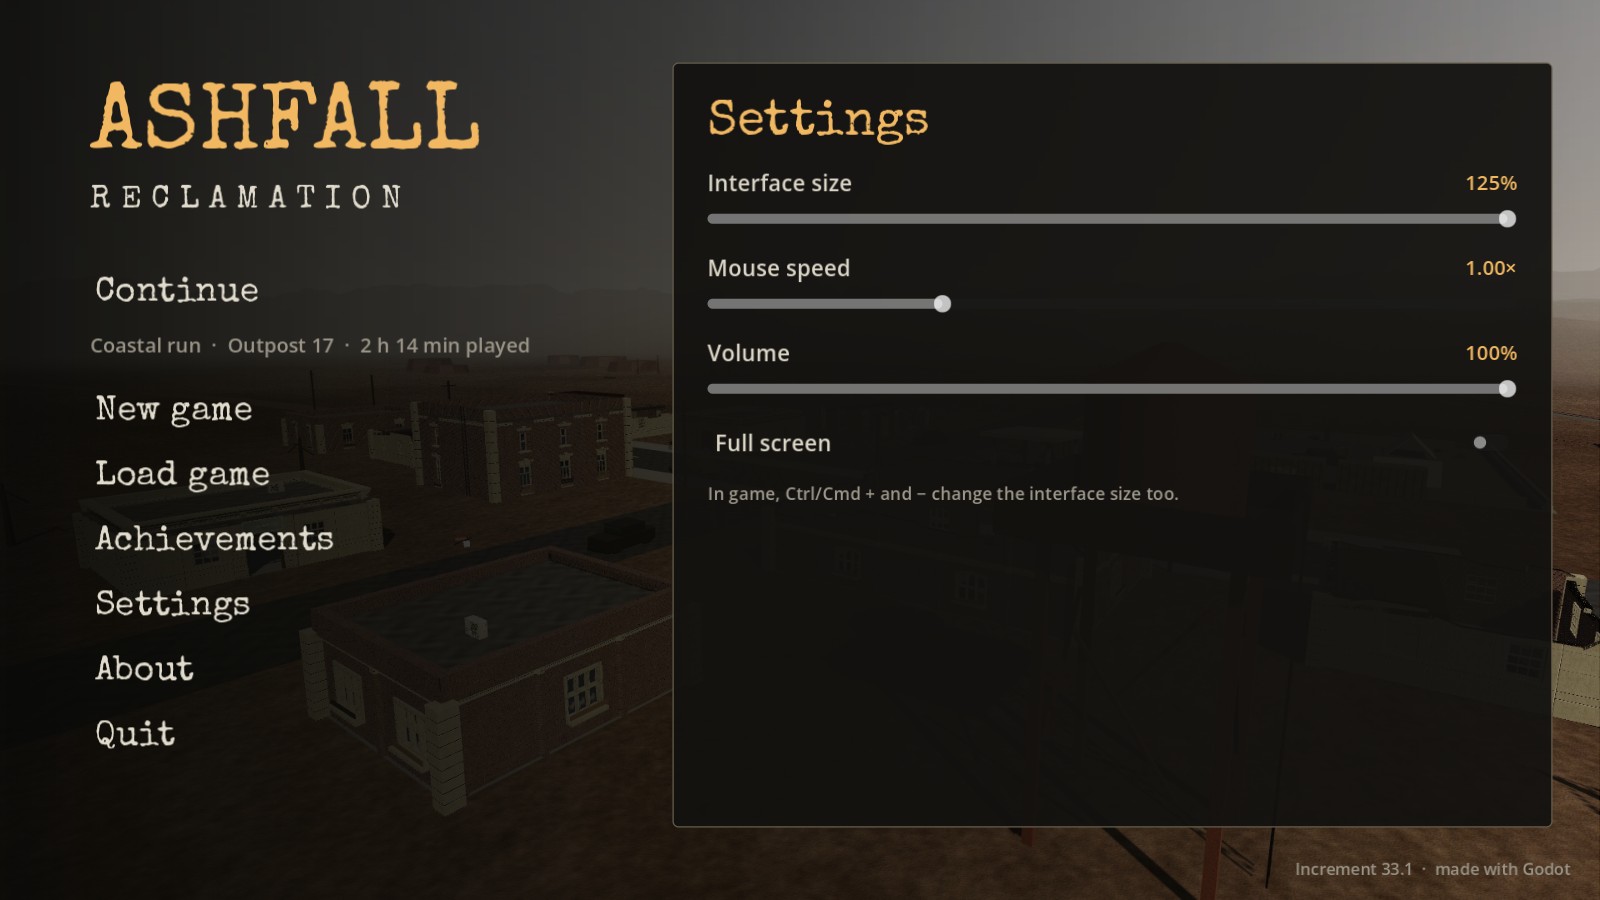 ASHFALL
RECLAMATION
Continue
Coastal run · Outpost 17 · 2 h 14 min played
New game
Load game
Achievements
Settings
About
Quit
Settings
Interface size 125%
Mouse speed 1.00×
Volume 100%
Full screen
In game, Ctrl/Cmd + and − change the interface size too.
Increment 33.1 · made with Godot